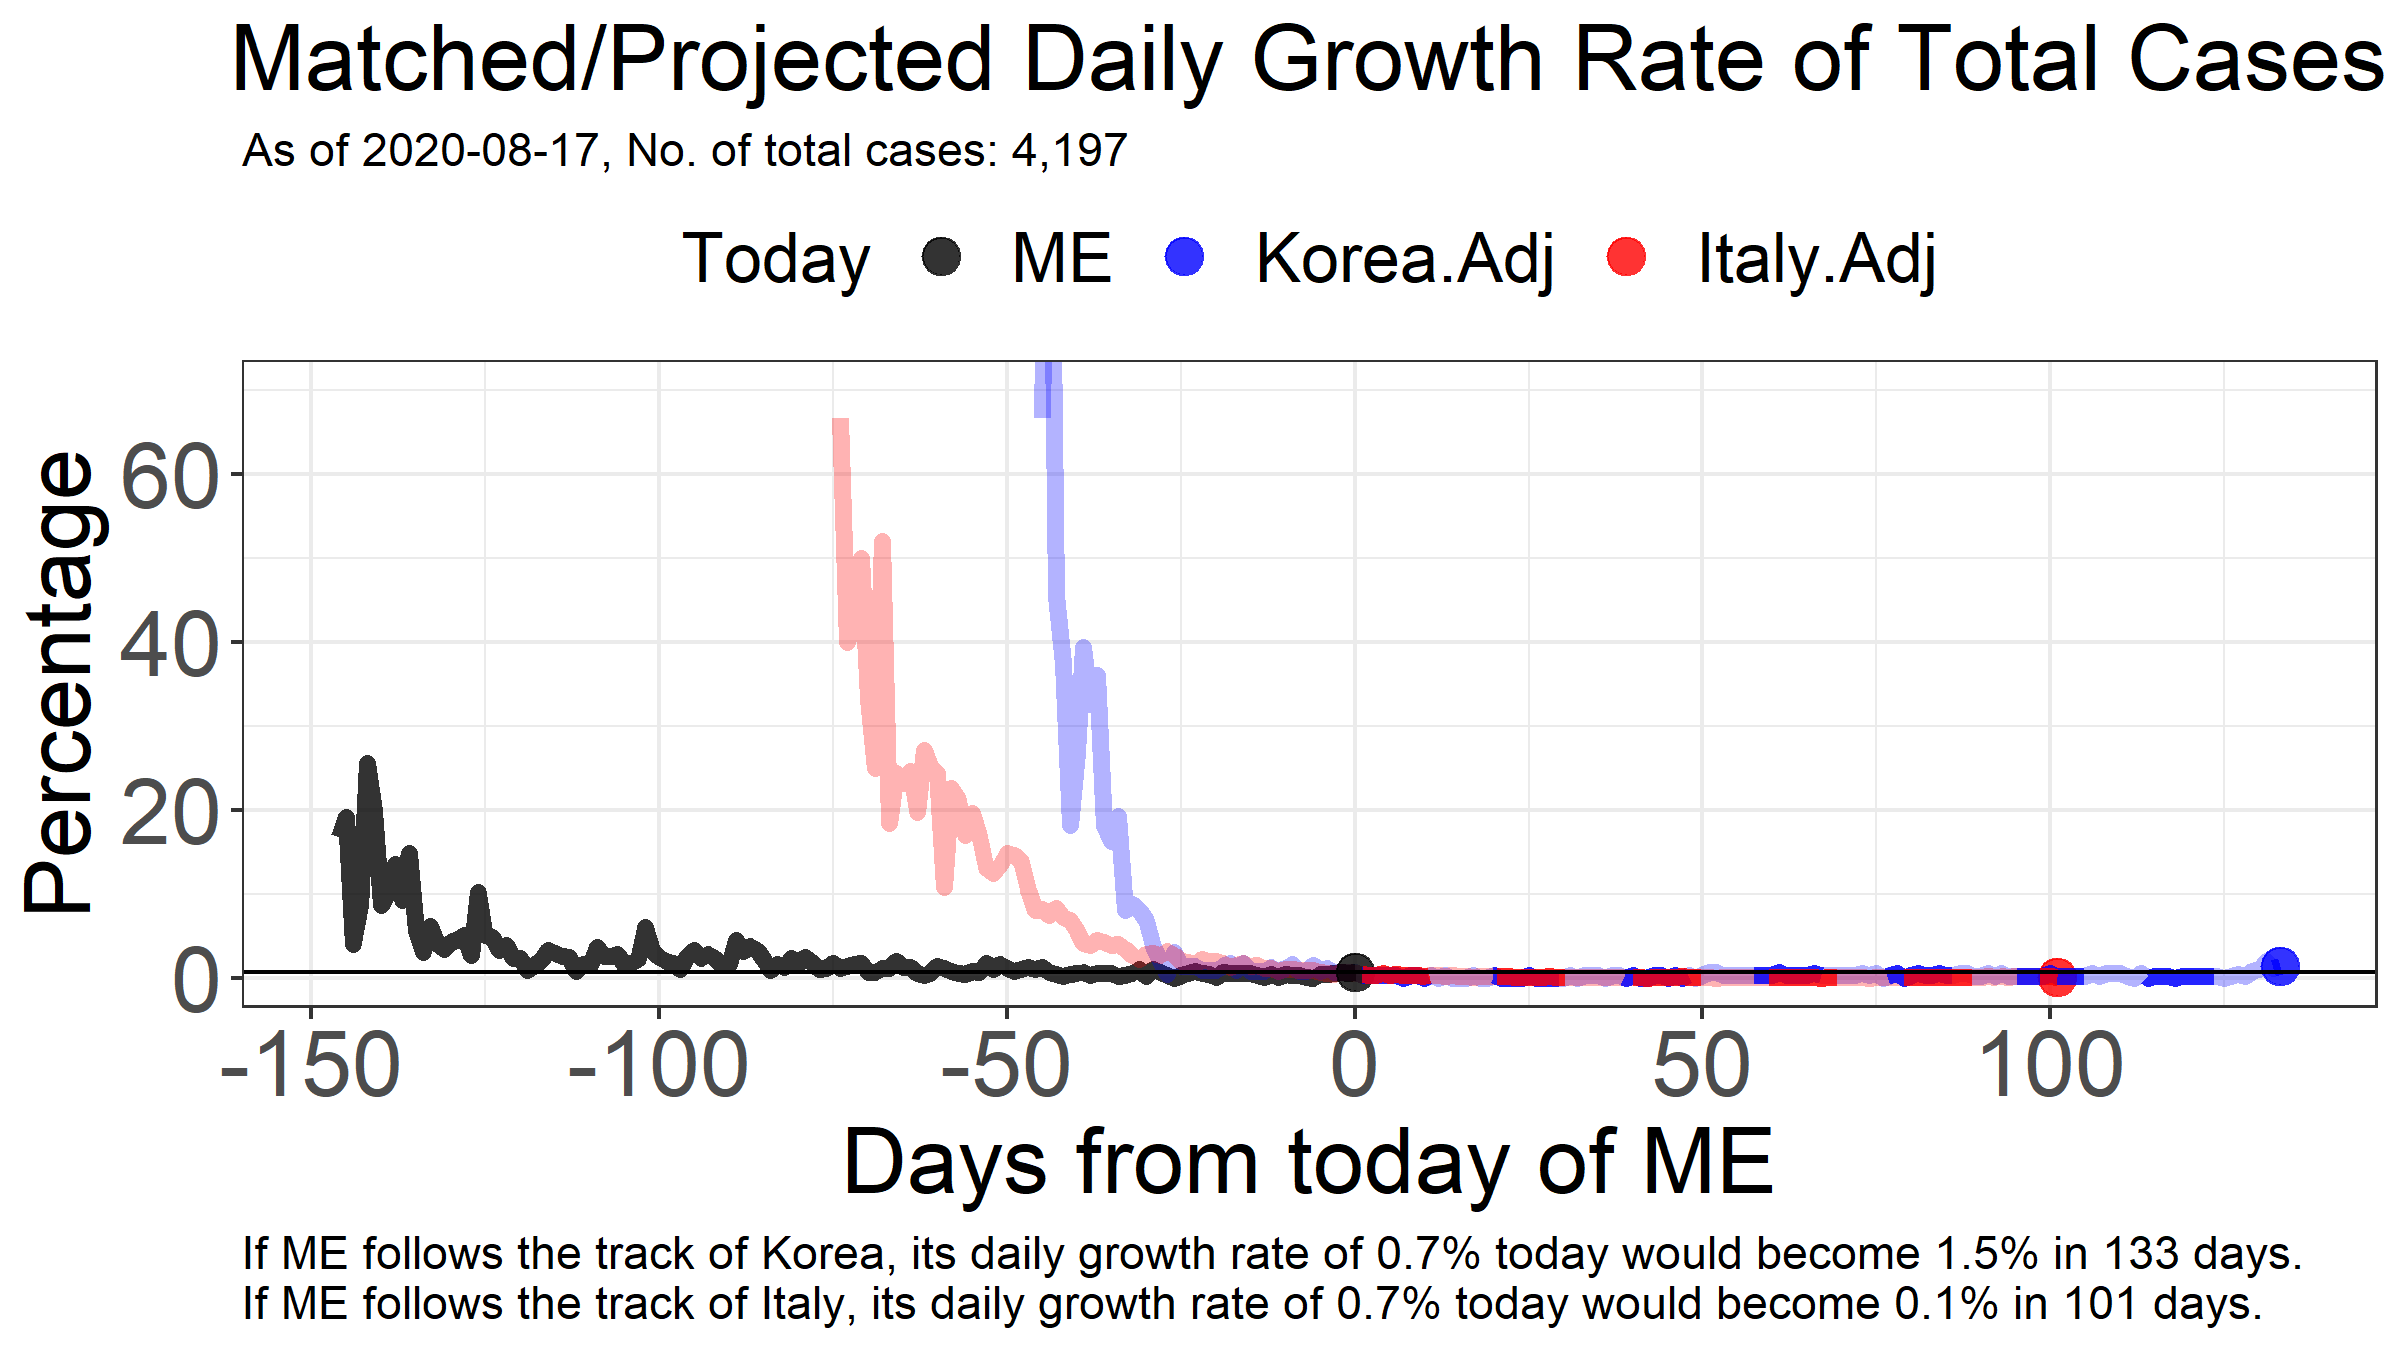 Matched/Projected Daily Growth Rate of Total Cases
As of 2020-08-17, No. of total cases: 4,197
Today ME Korea.Adj Italy.Adj
Percentage
60
40
20
0
-150 -100 -50 0 50 100
Days from today of ME
If ME follows the track of Korea, its daily growth rate of 0.7% today would become 1.5% in 133 days.
If ME follows the track of Italy, its daily growth rate of 0.7% today would become 0.1% in 101 days.